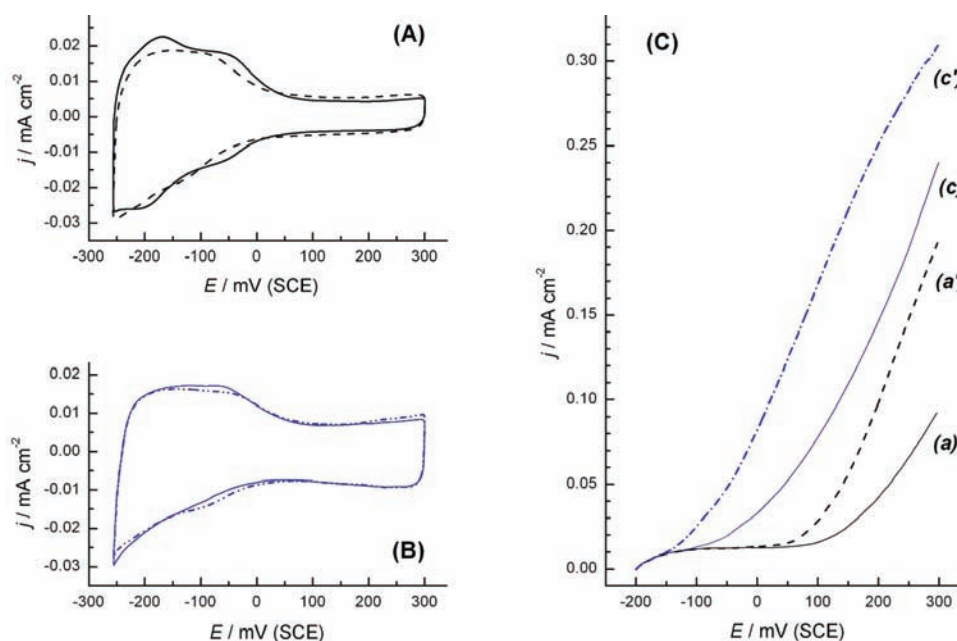 (A)
0.02
0.01
0.00
-0.01
-0.02
-0.03
j / mA cm-2
-300 -200 -100 0 100 200 300
E / mV (SCE)
(B)
0.02
0.01
0.00
-0.01
-0.02
-0.03
j / mA cm-2
-300 -200 -100 0 100 200 300
E / mV (SCE)
(C)
0.30
0.25
0.20
0.15
0.10
0.05
0.00
j / mA cm-2
-200 -100 0 100 200 300
E / mV (SCE)
(c')
(c)
(a')
(a)